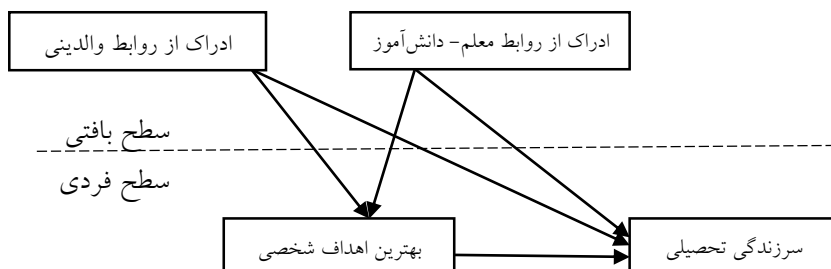 ادراک از روابط معلم- دانش‌آموز
ادراک از روابط والدینی
سطح بافتی
سطح فردی
سرزندگی تحصیلی
بهترین اهداف شخصی